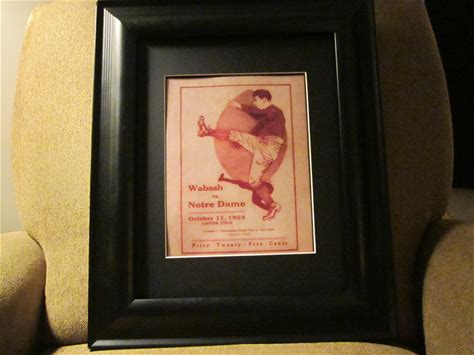 Wabash
vs.
Notre Dame
October 11, 1924
CARTIER FIELD
Price Twenty-Five Cents